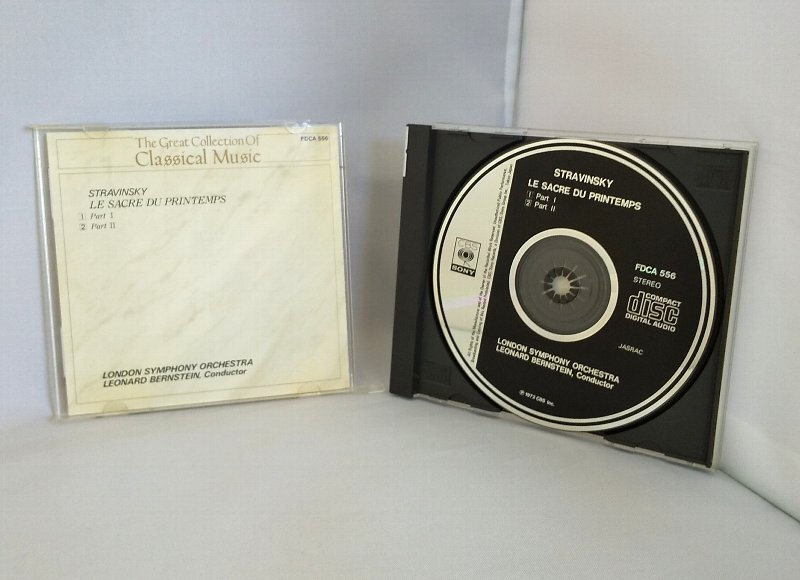 The Great Collection Of
Classical Music
FDCA 556
STRAVINSKY
LE SACRE DU PRINTEMPS
1 Part I
2 Part II
LONDON SYMPHONY ORCHESTRA
LEONARD BERNSTEIN, Conductor
STRAVINSKY
LE SACRE DU PRINTEMPS
1 Part I
2 Part II
CBS
SONY
FDCA 556
STEREO
COMPACT
disc
DIGITAL AUDIO
JASRAC
LONDON SYMPHONY ORCHESTRA
LEONARD BERNSTEIN, Conductor
℗ 1973 CBS Inc.